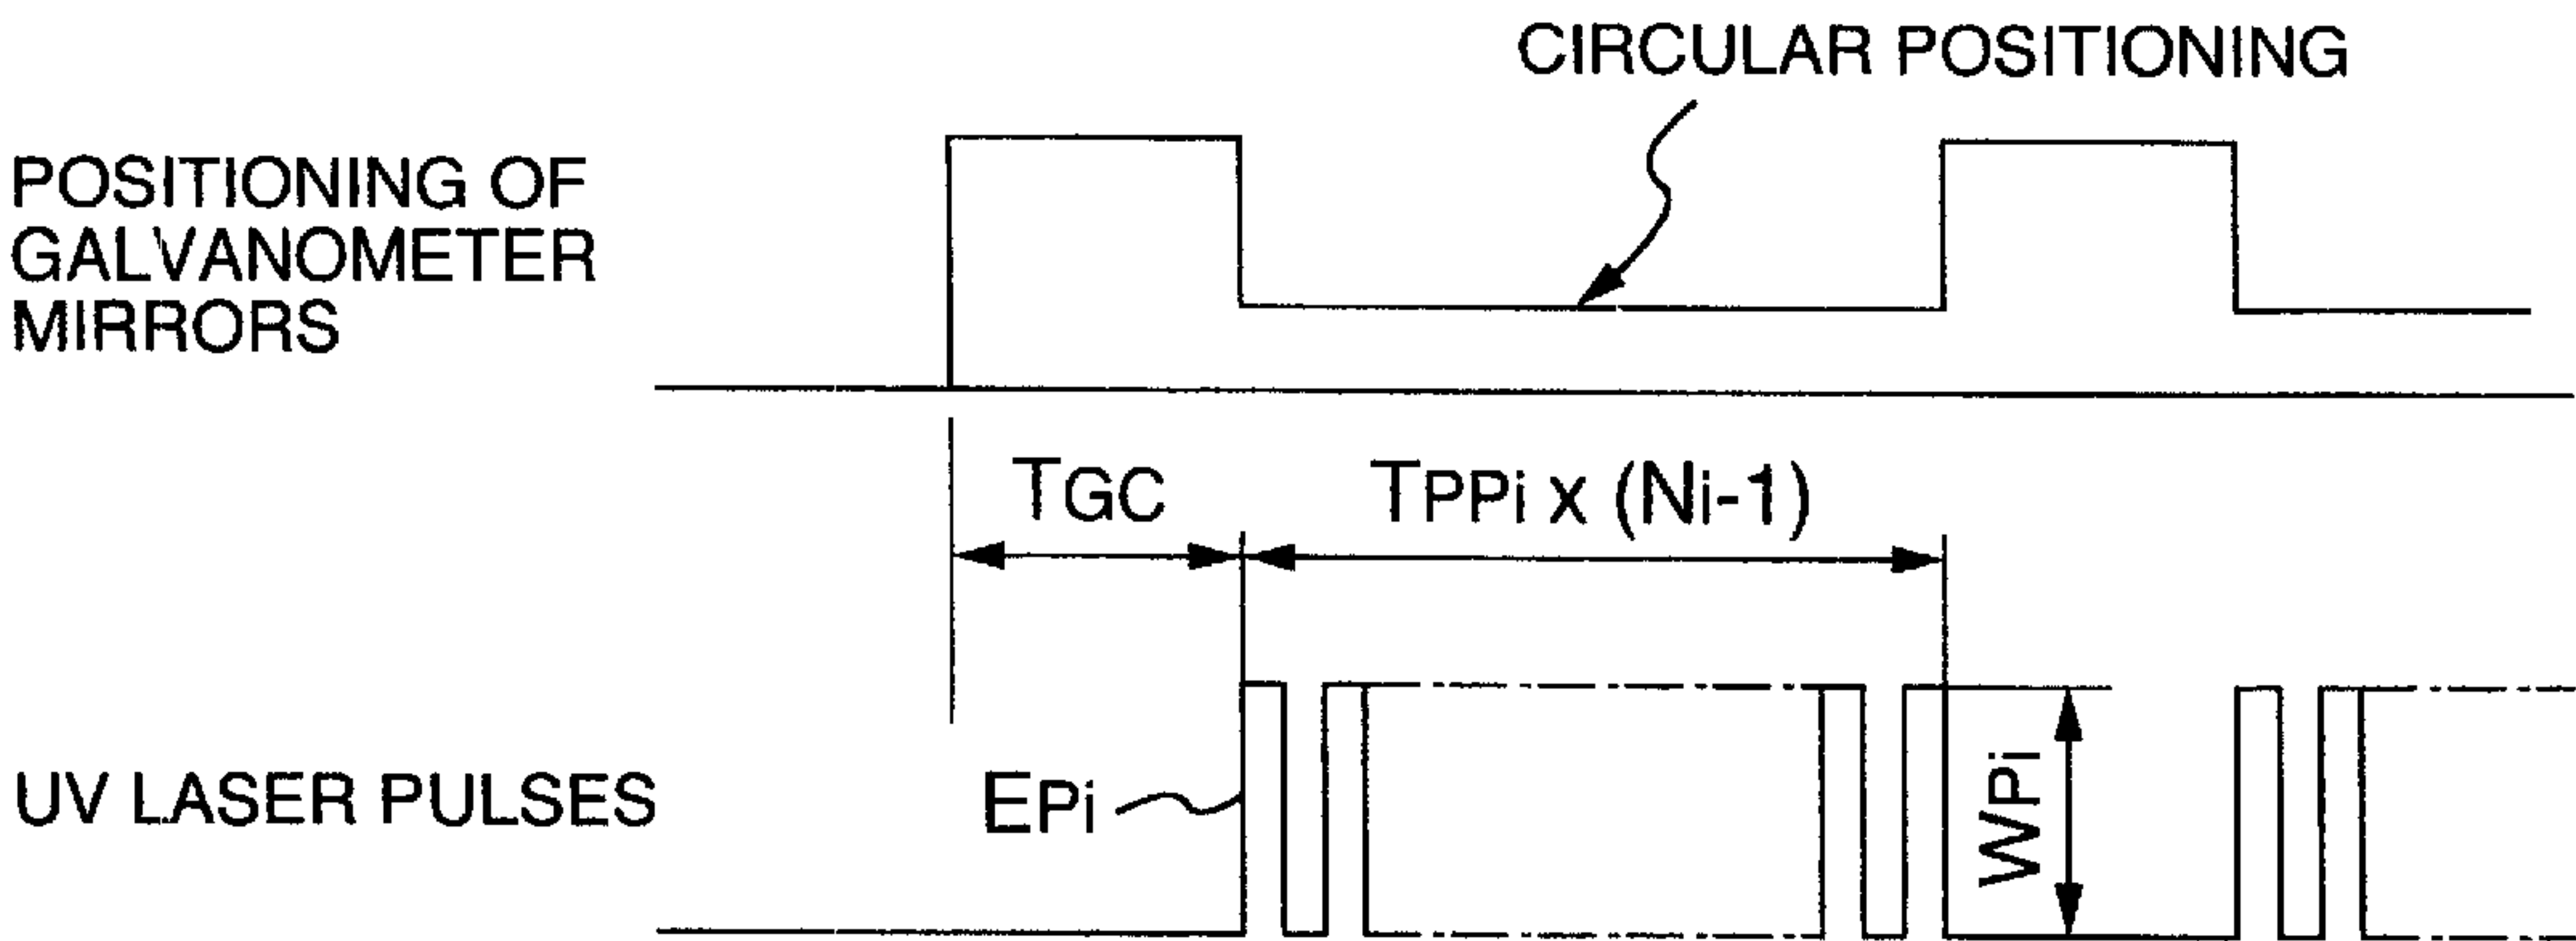 CIRCULAR POSITIONING
POSITIONING OF
GALVANOMETER
MIRRORS
TGC
TPPi x (Ni-1)
UV LASER PULSES
EPi
WPi